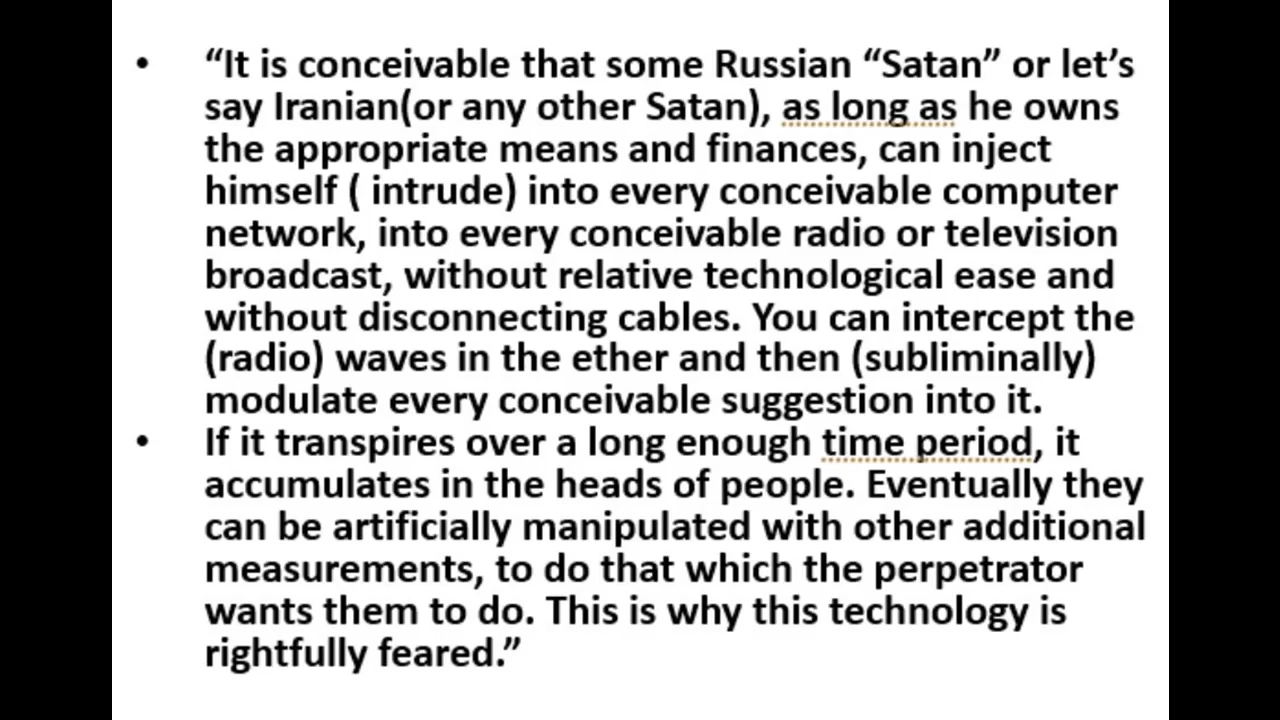 • “It is conceivable that some Russian “Satan” or let’s
say Iranian(or any other Satan), as long as he owns
the appropriate means and finances, can inject
himself ( intrude) into every conceivable computer
network, into every conceivable radio or television
broadcast, without relative technological ease and
without disconnecting cables. You can intercept the
(radio) waves in the ether and then (subliminally)
modulate every conceivable suggestion into it.
• If it transpires over a long enough time period, it
accumulates in the heads of people. Eventually they
can be artificially manipulated with other additional
measurements, to do that which the perpetrator
wants them to do. This is why this technology is
rightfully feared.”